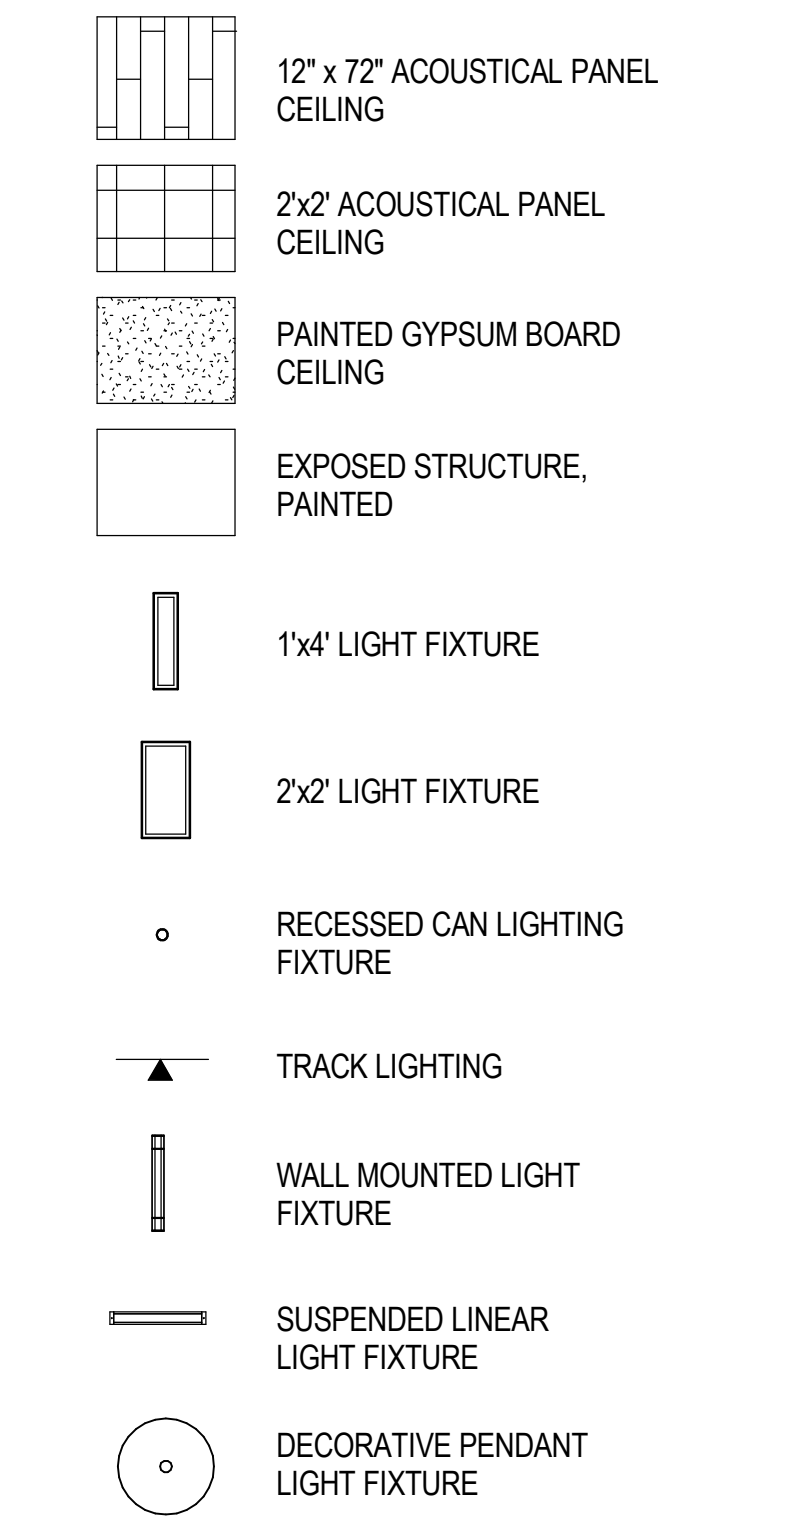 12" x 72" ACOUSTICAL PANEL
CEILING
2'x2' ACOUSTICAL PANEL
CEILING
PAINTED GYPSUM BOARD
CEILING
EXPOSED STRUCTURE,
PAINTED
1'x4' LIGHT FIXTURE
2'x2' LIGHT FIXTURE
RECESSED CAN LIGHTING
FIXTURE
TRACK LIGHTING
WALL MOUNTED LIGHT
FIXTURE
SUSPENDED LINEAR
LIGHT FIXTURE
DECORATIVE PENDANT
LIGHT FIXTURE